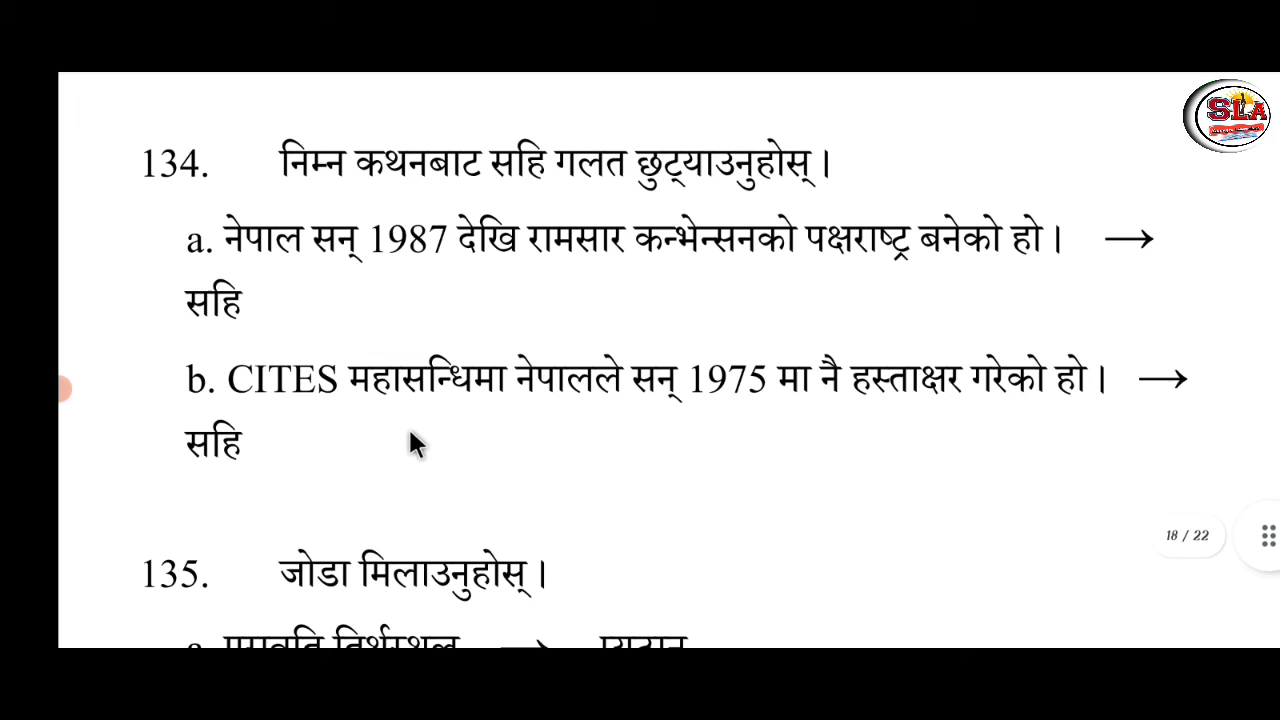 SLA
134. निम्न कथनबाट सहि गलत छुट्याउनुहोस्।
a. नेपाल सन् 1987 देखि रामसार कन्भेन्सनको पक्षराष्ट्र बनेको हो। →
सहि
b. CITES महासन्धिमा नेपालले सन् 1975 मा नै हस्ताक्षर गरेको हो। →
सहि
18 / 22
135. जोडा मिलाउनुहोस्।
a. →